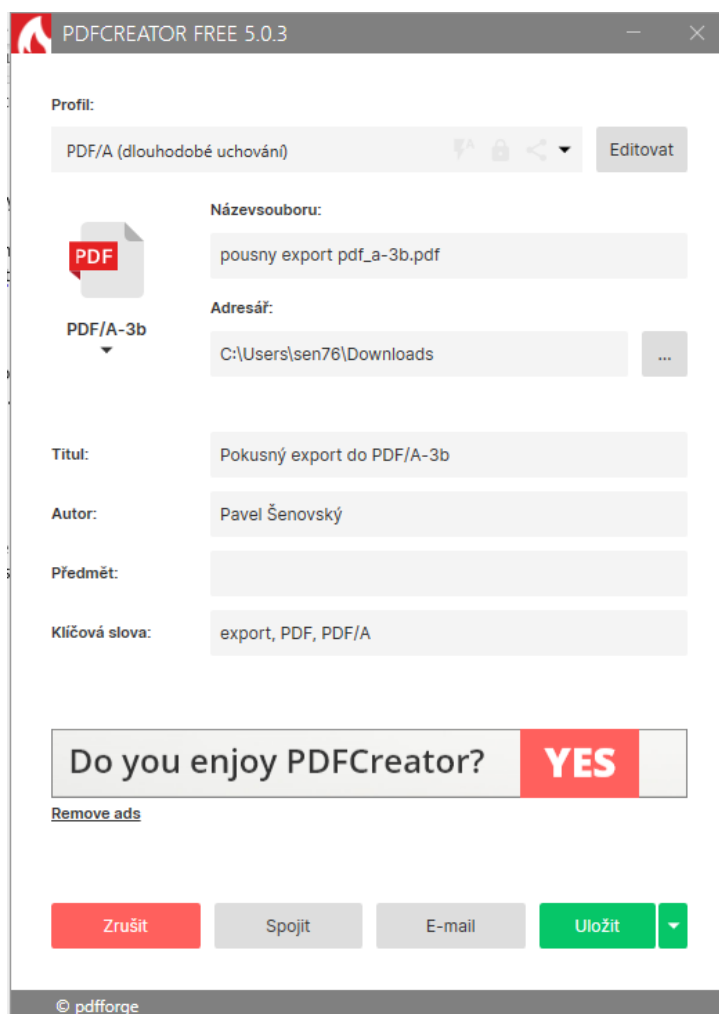 PDFCREATOR FREE 5.0.3
Profil:
PDF/A (dlouhodobé uchování)
Editovat
PDF
PDF/A-3b
Názevsouboru:
pousny export pdf_a-3b.pdf
Adresář:
C:\Users\sen76\Downloads
...
Titul:
Pokusný export do PDF/A-3b
Autor:
Pavel Šenovský
Předmět:
Klíčová slova:
export, PDF, PDF/A
Do you enjoy PDFCreator?
YES
Remove ads
Zrušit
Spojit
E-mail
Uložit
© pdfforge